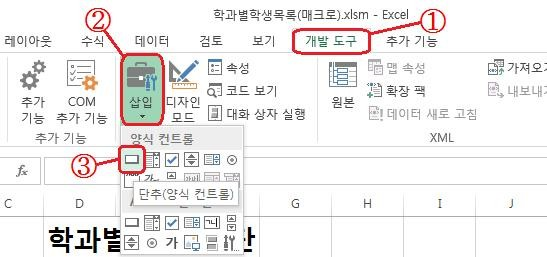 학과별학생목록(매크로).xlsm - Excel
①
②
레이아웃 수식 데이터 검토 보기 개발 도구 추가 기능
추가 기능
COM 추가 기능
추가 기능
삽입
디자인 모드
속성
코드 보기
대화 상자 실행
원본
맵 속성
확장 팩
데이터 새로 고침
가져오기
내보내기
XML
양식 컨트롤
③
단추(양식 컨트롤)
fx
C D F G H I J
학과별